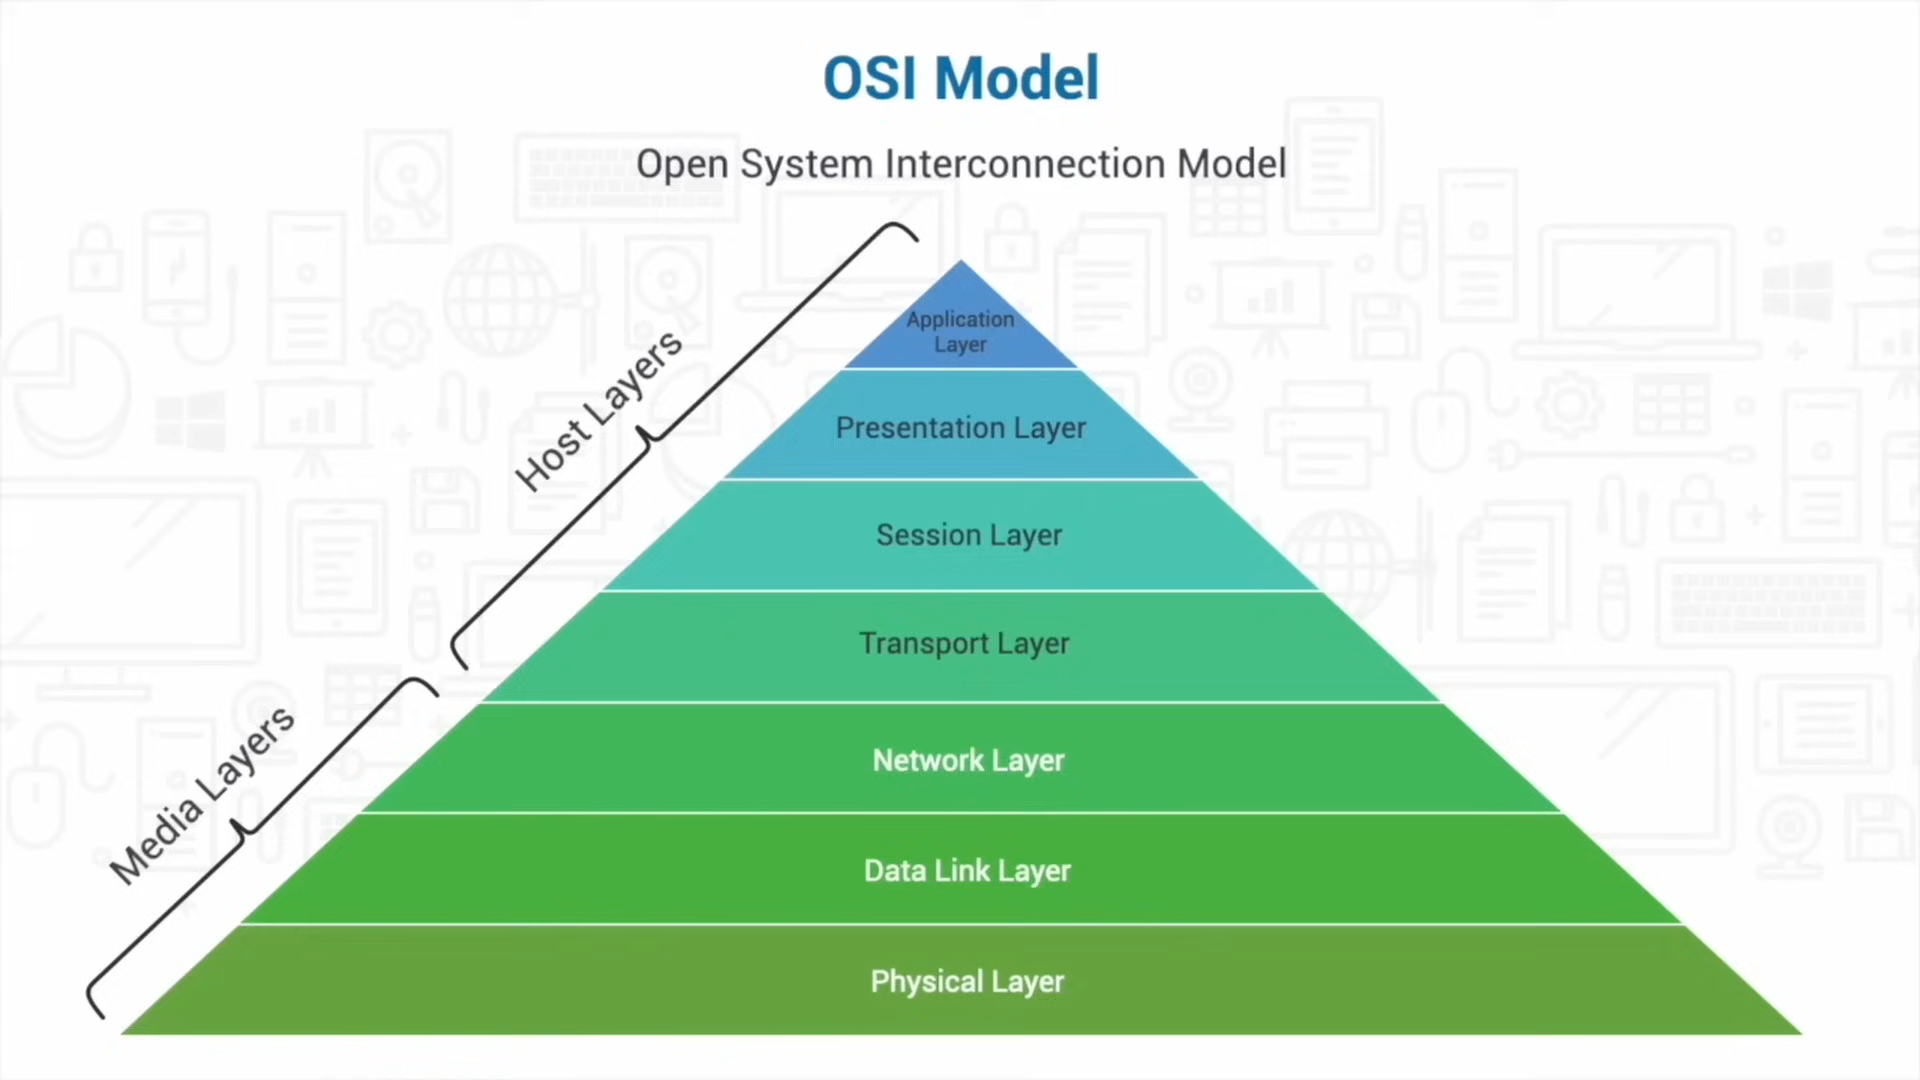 OSI Model
Open System Interconnection Model
Host Layers
Media Layers
Application
Layer
Presentation Layer
Session Layer
Transport Layer
Network Layer
Data Link Layer
Physical Layer